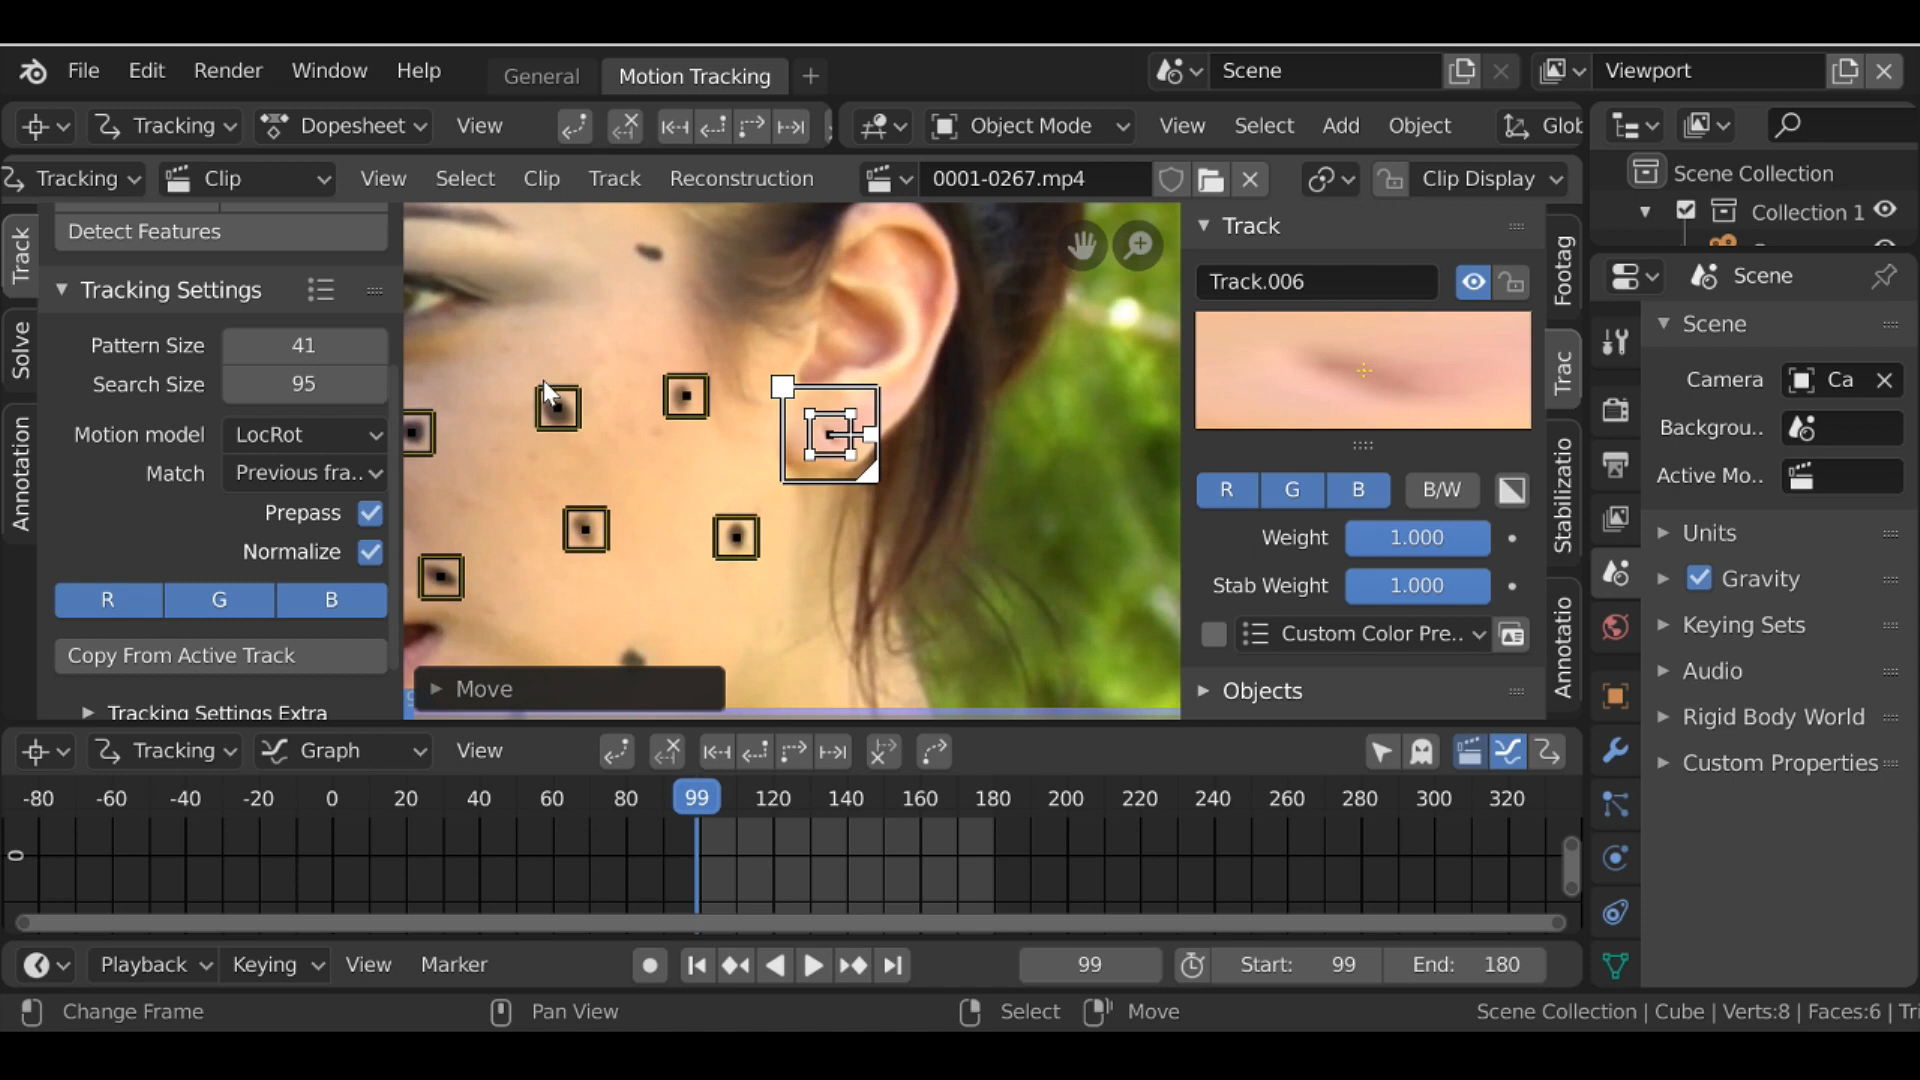 File Edit Render Window Help General Motion Tracking + Scene Viewport
Tracking Dopesheet View Object Mode View Select Add Object Glob
Tracking Clip View Select Clip Track Reconstruction 0001-0267.mp4 Clip Display
Scene Collection
Collection 1
Track
Solve
Annotation
Detect Features
Tracking Settings
Pattern Size 41
Search Size 95
Motion model LocRot
Match Previous fra..
Prepass
Normalize
R G B
Copy From Active Track
Tracking Settings Extra
Move
Track
Track.006
R G B B/W
Weight 1.000
Stab Weight 1.000
Custom Color Pre..
Objects
Footag
Trac
Stabilizatio
Annotatio
Scene
Scene
Camera Ca
Backgrou..
Active Mo..
Units
Gravity
Keying Sets
Audio
Rigid Body World
Custom Properties
Tracking Graph View
-80 -60 -40 -20 0 20 40 60 80 99 120 140 160 180 200 220 240 260 280 300 320
0
Playback Keying View Marker 99 Start: 99 End: 180
Change Frame Pan View Select Move Scene Collection | Cube | Verts:8 | Faces:6 | Tri